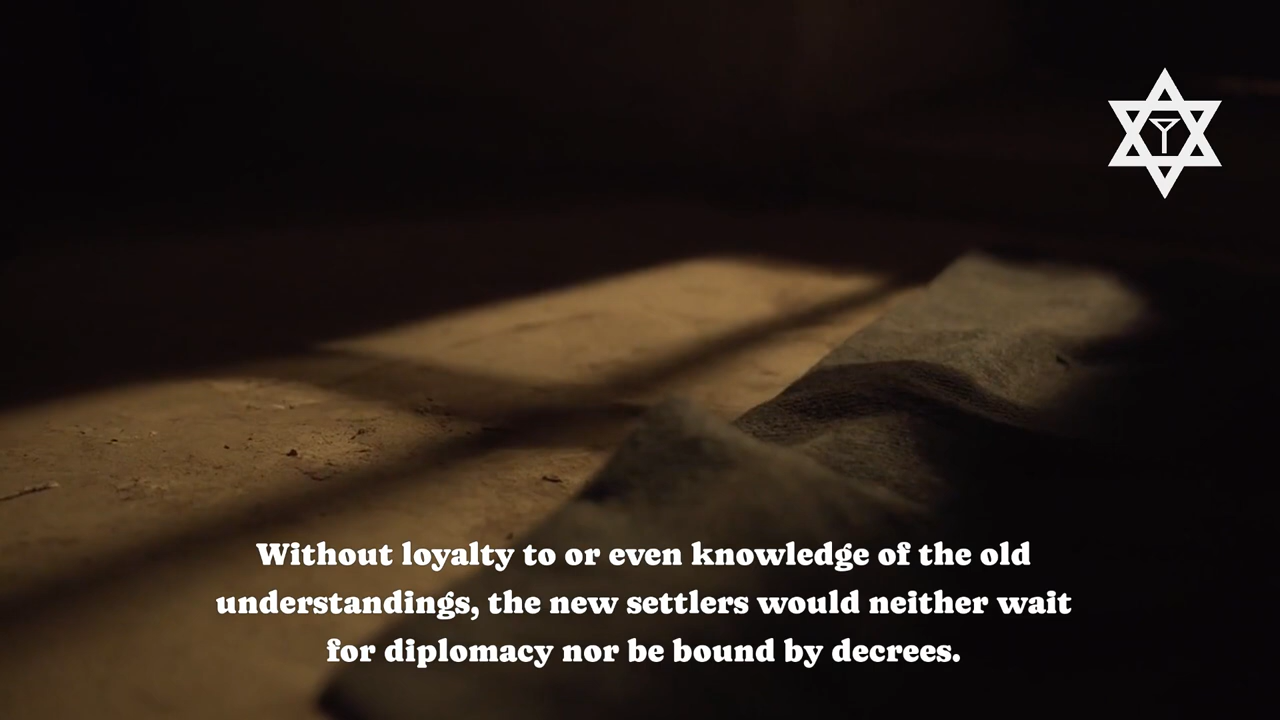 Without loyalty to or even knowledge of the old
understandings, the new settlers would neither wait
for diplomacy nor be bound by decrees.